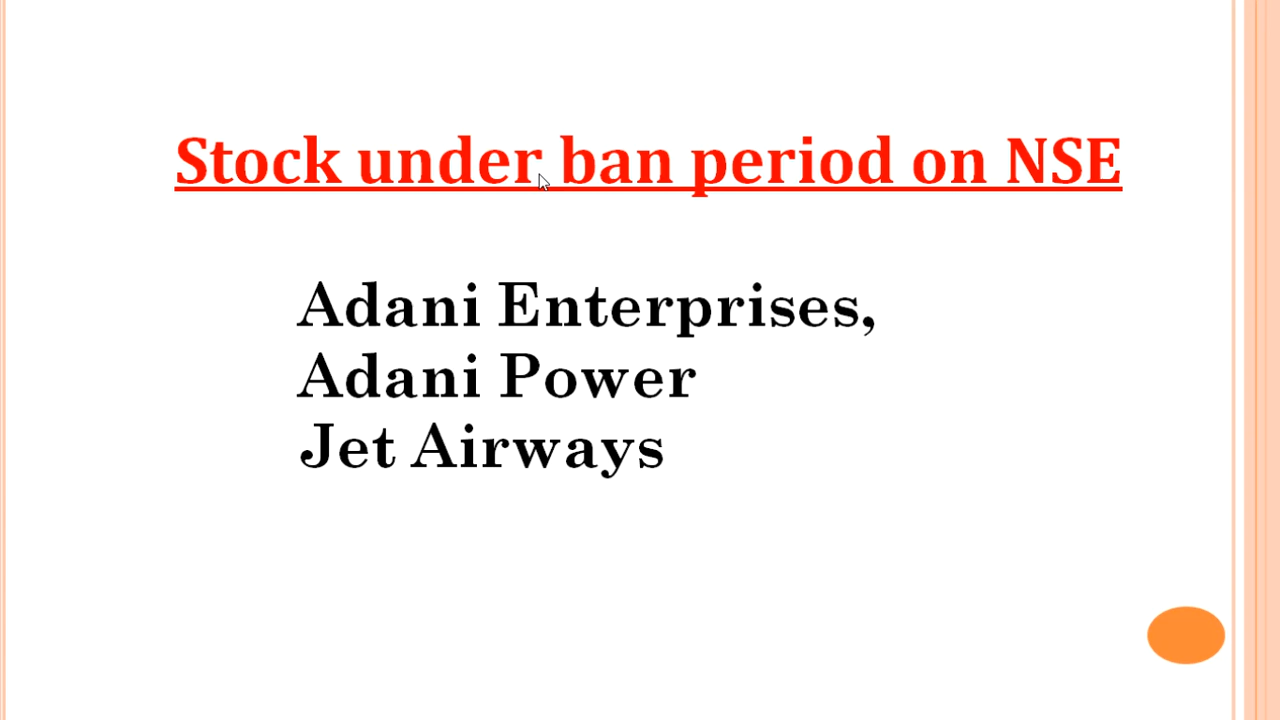 Stock under ban period on NSE
Adani Enterprises,
Adani Power
Jet Airways